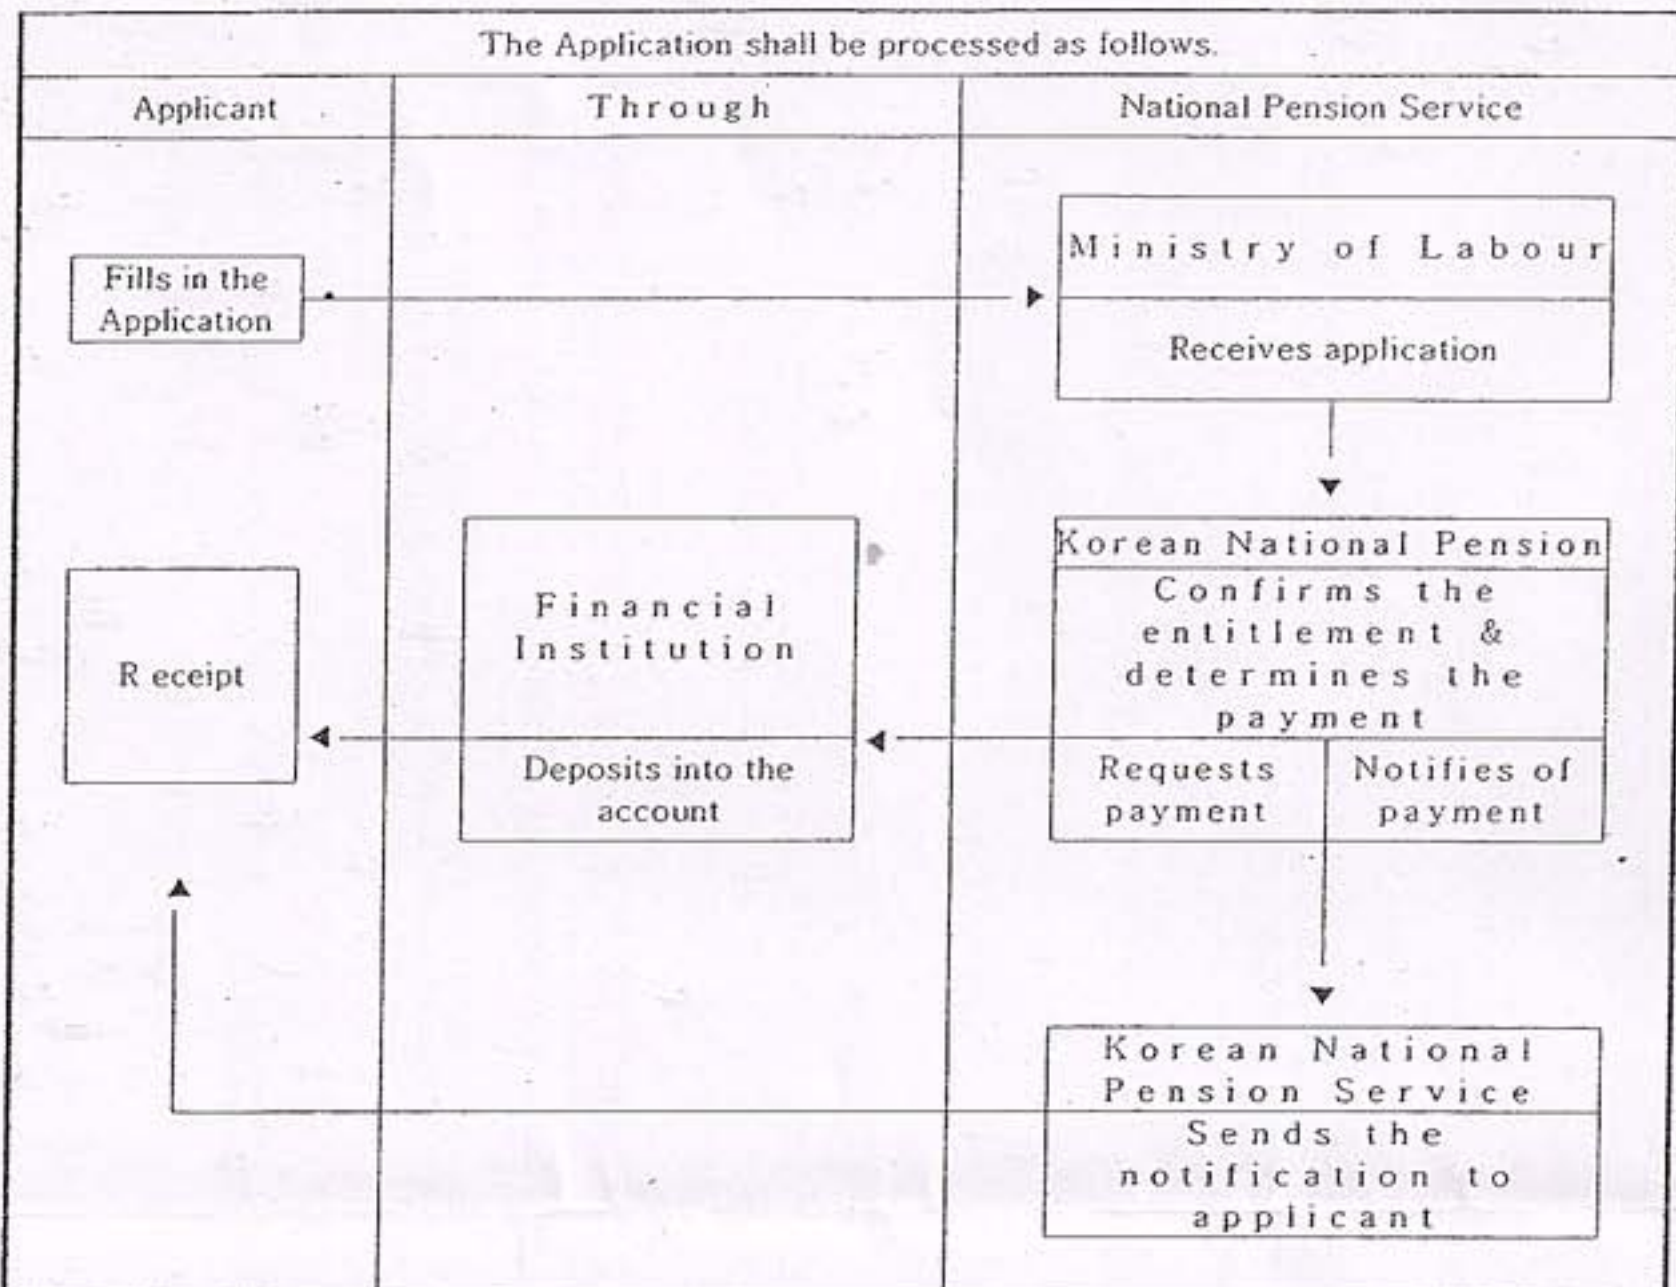 The Application shall be processed as follows.
Applicant
Through
National Pension Service
Fills in the
Application
Ministry of Labour
Receives application
Receipt
Financial
Institution
Deposits into the
account
Korean National Pension
Confirms the
entitlement &
determines the
payment
Requests
payment
Notifies of
payment
Korean National
Pension Service
Sends the
notification to
applicant